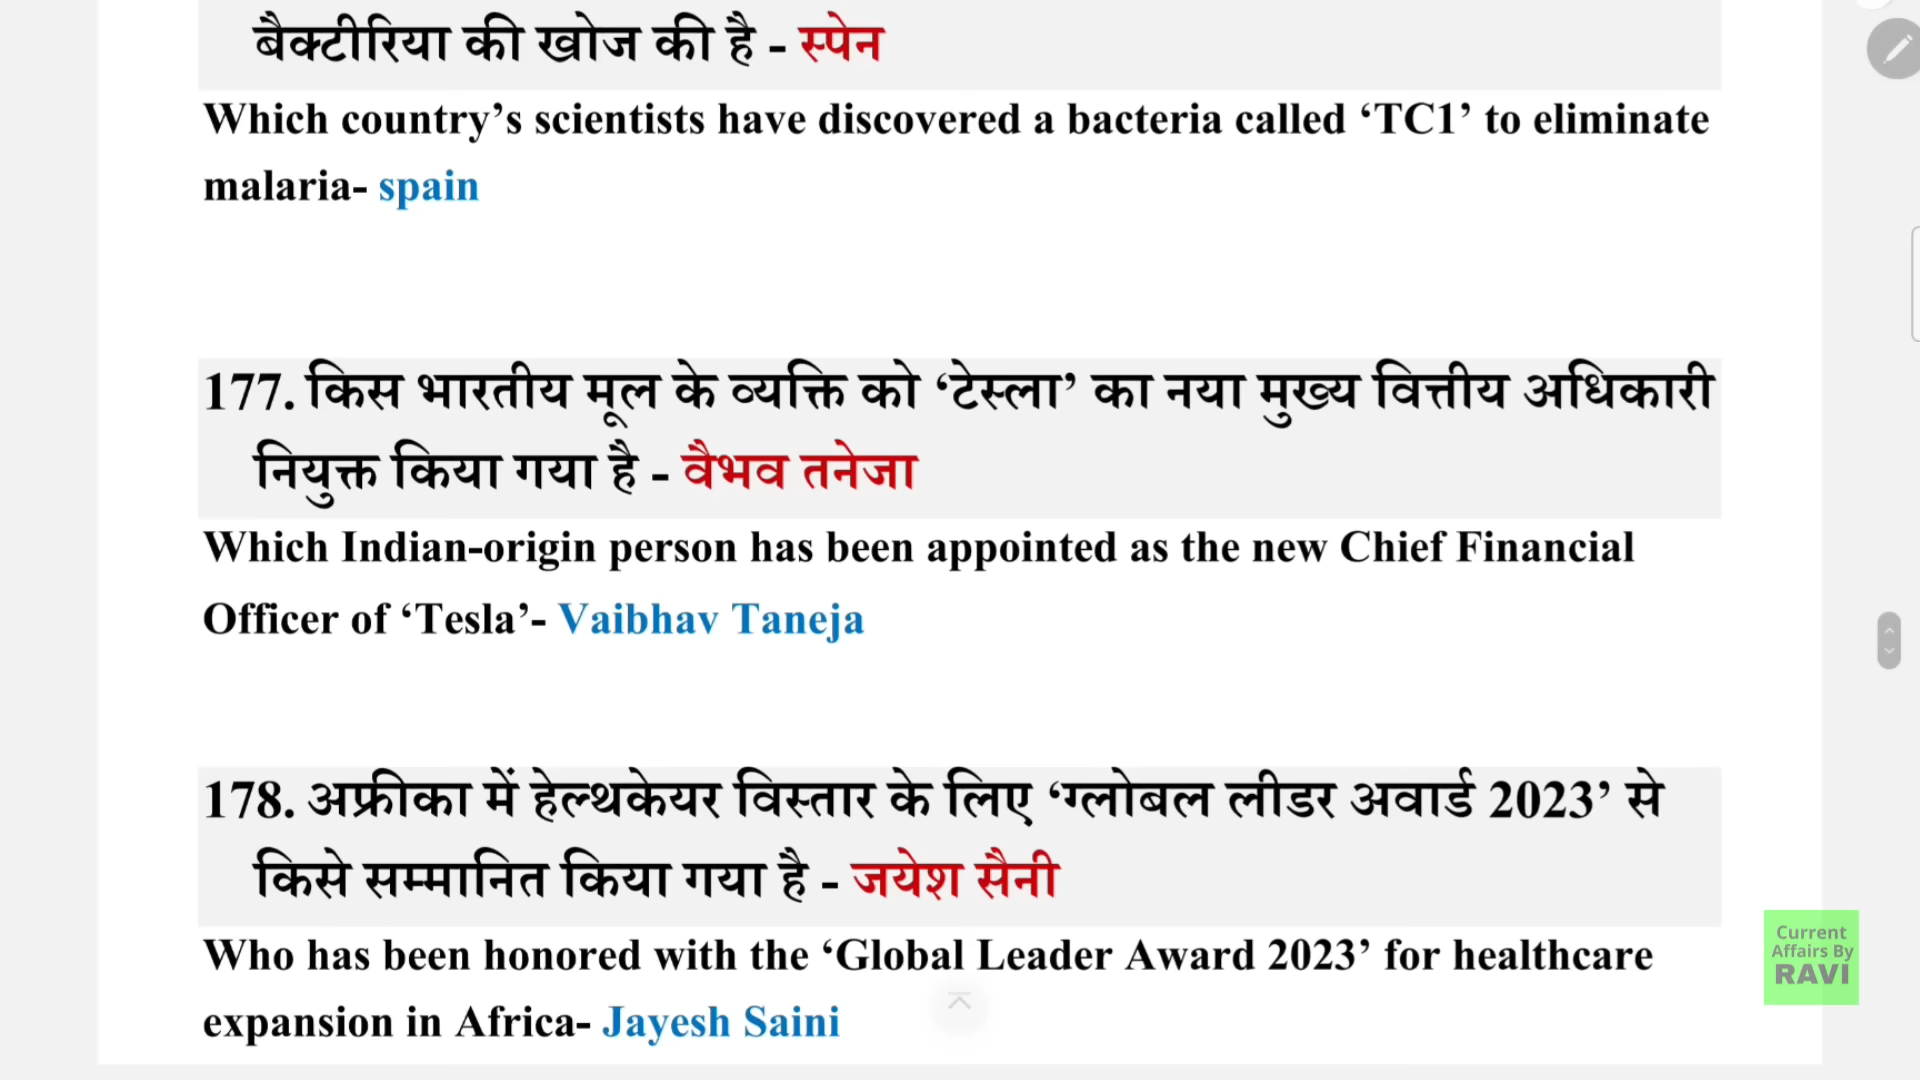 बैक्टीरिया की खोज की है - स्पेन
Which country’s scientists have discovered a bacteria called ‘TC1’ to eliminate
malaria- spain
177. किस भारतीय मूल के व्यक्ति को ‘टेस्ला’ का नया मुख्य वित्तीय अधिकारी
नियुक्त किया गया है - वैभव तनेजा
Which Indian-origin person has been appointed as the new Chief Financial
Officer of ‘Tesla’- Vaibhav Taneja
178. अफ्रीका में हेल्थकेयर विस्तार के लिए ‘ग्लोबल लीडर अवार्ड 2023’ से
किसे सम्मानित किया गया है - जयेश सैनी
Who has been honored with the ‘Global Leader Award 2023’ for healthcare
expansion in Africa- Jayesh Saini
Current
Affairs By
RAVI